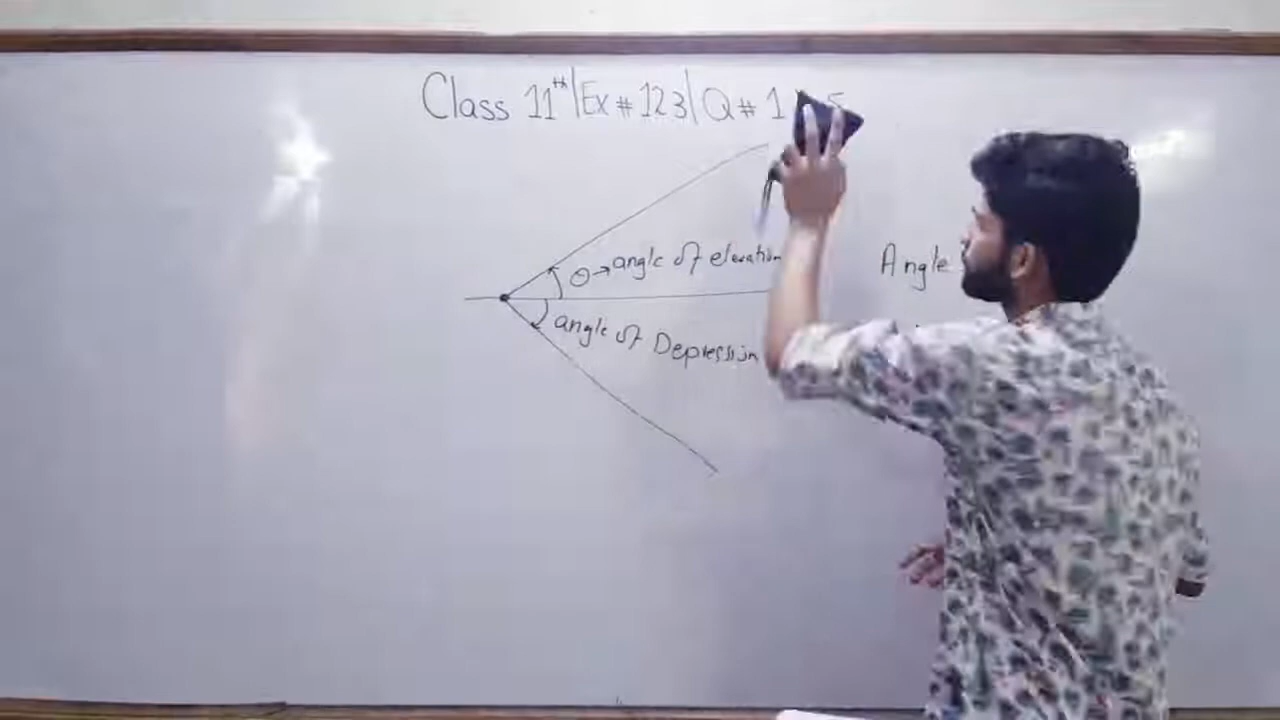 Class 11th | Ex # 12 3 | Q # 1
θ → angle of elevation
Angle
angle of Depression